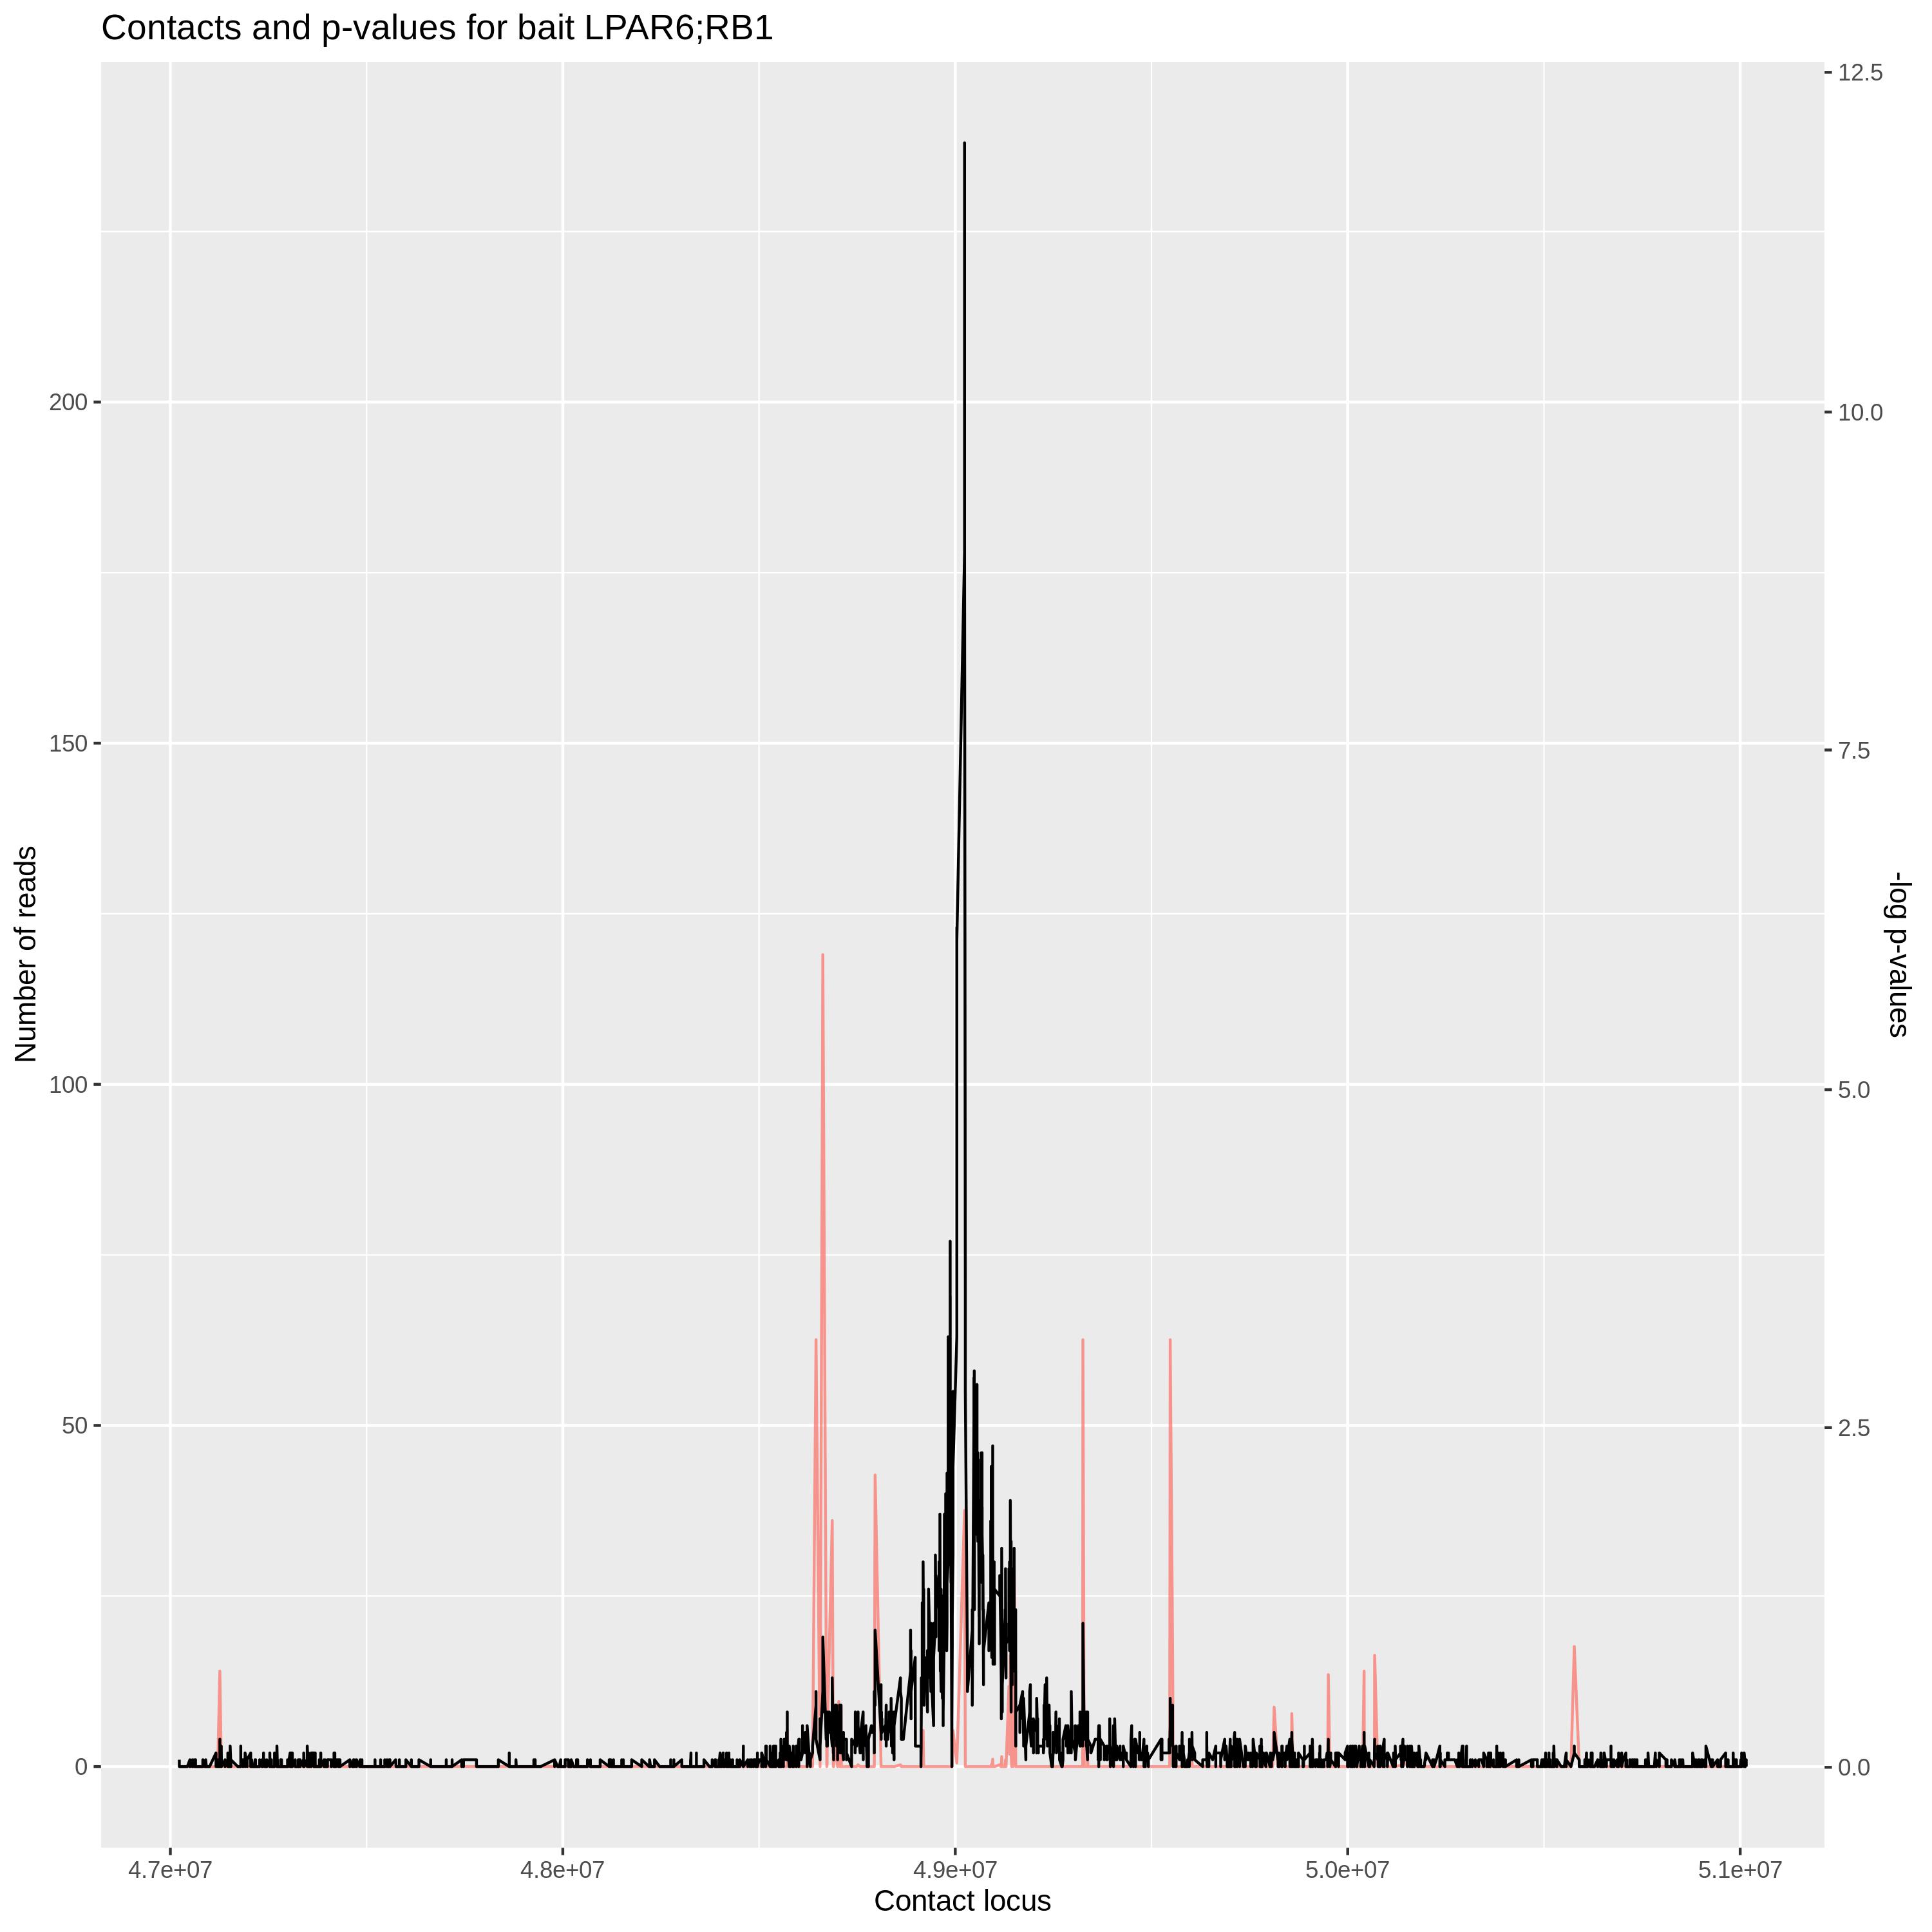 Contacts and p-values for bait LPAR6;RB1
Number of reads
200
150
100
50
0
12.5
10.0
7.5
5.0
2.5
0.0
-log p-values
4.7e+07 4.8e+07 4.9e+07 5.0e+07 5.1e+07
Contact locus